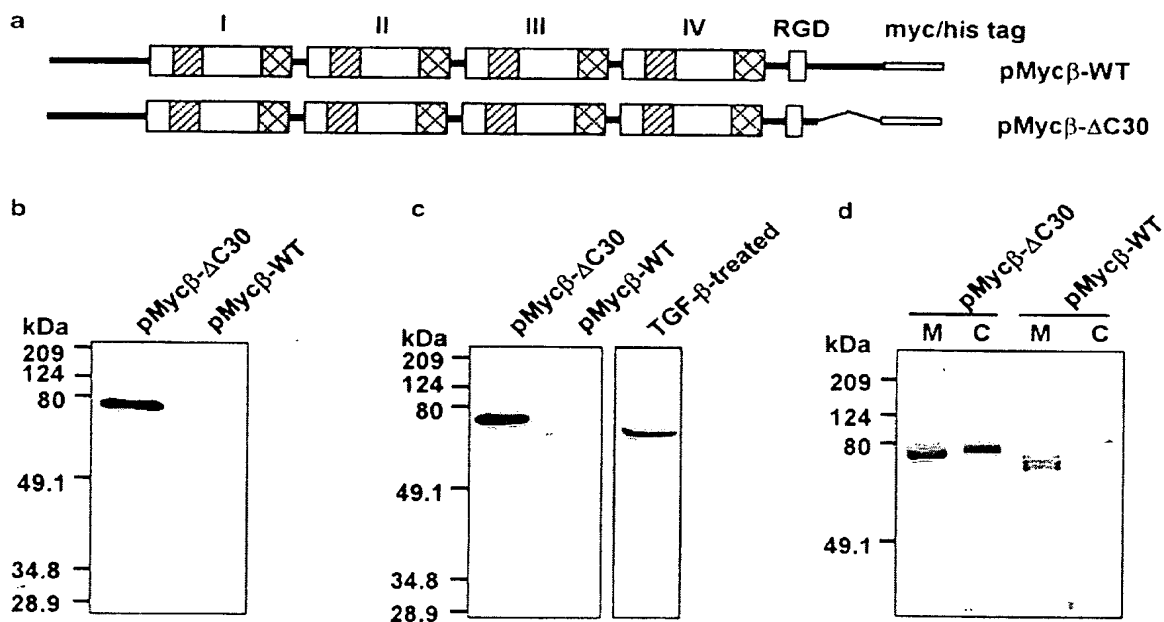 a
I II III IV RGD myc/his tag
pMycβ-WT
pMycβ-ΔC30
b
pMycβ-ΔC30
pMycβ-WT
kDa
209
124
80
49.1
34.8
28.9
c
pMycβ-ΔC30
pMycβ-WT
TGF-β-treated
kDa
209
124
80
49.1
34.8
28.9
d
pMycβ-ΔC30
pMycβ-WT
M C M C
kDa
209
124
80
49.1